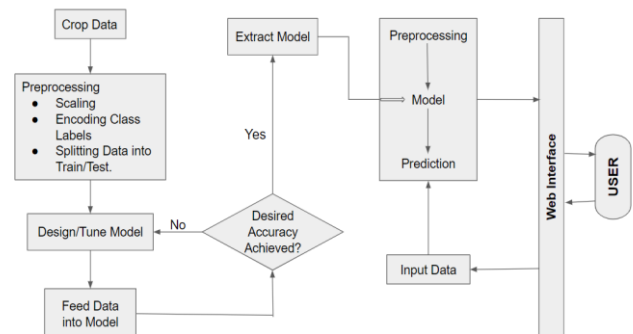 Crop Data
Preprocessing
● Scaling
● Encoding Class
Labels
● Splitting Data into
Train/Test.
Design/Tune Model
Feed Data
into Model
No
Desired
Accuracy
Achieved?
Yes
Extract Model
Preprocessing
Model
Prediction
Input Data
Web Interface
USER